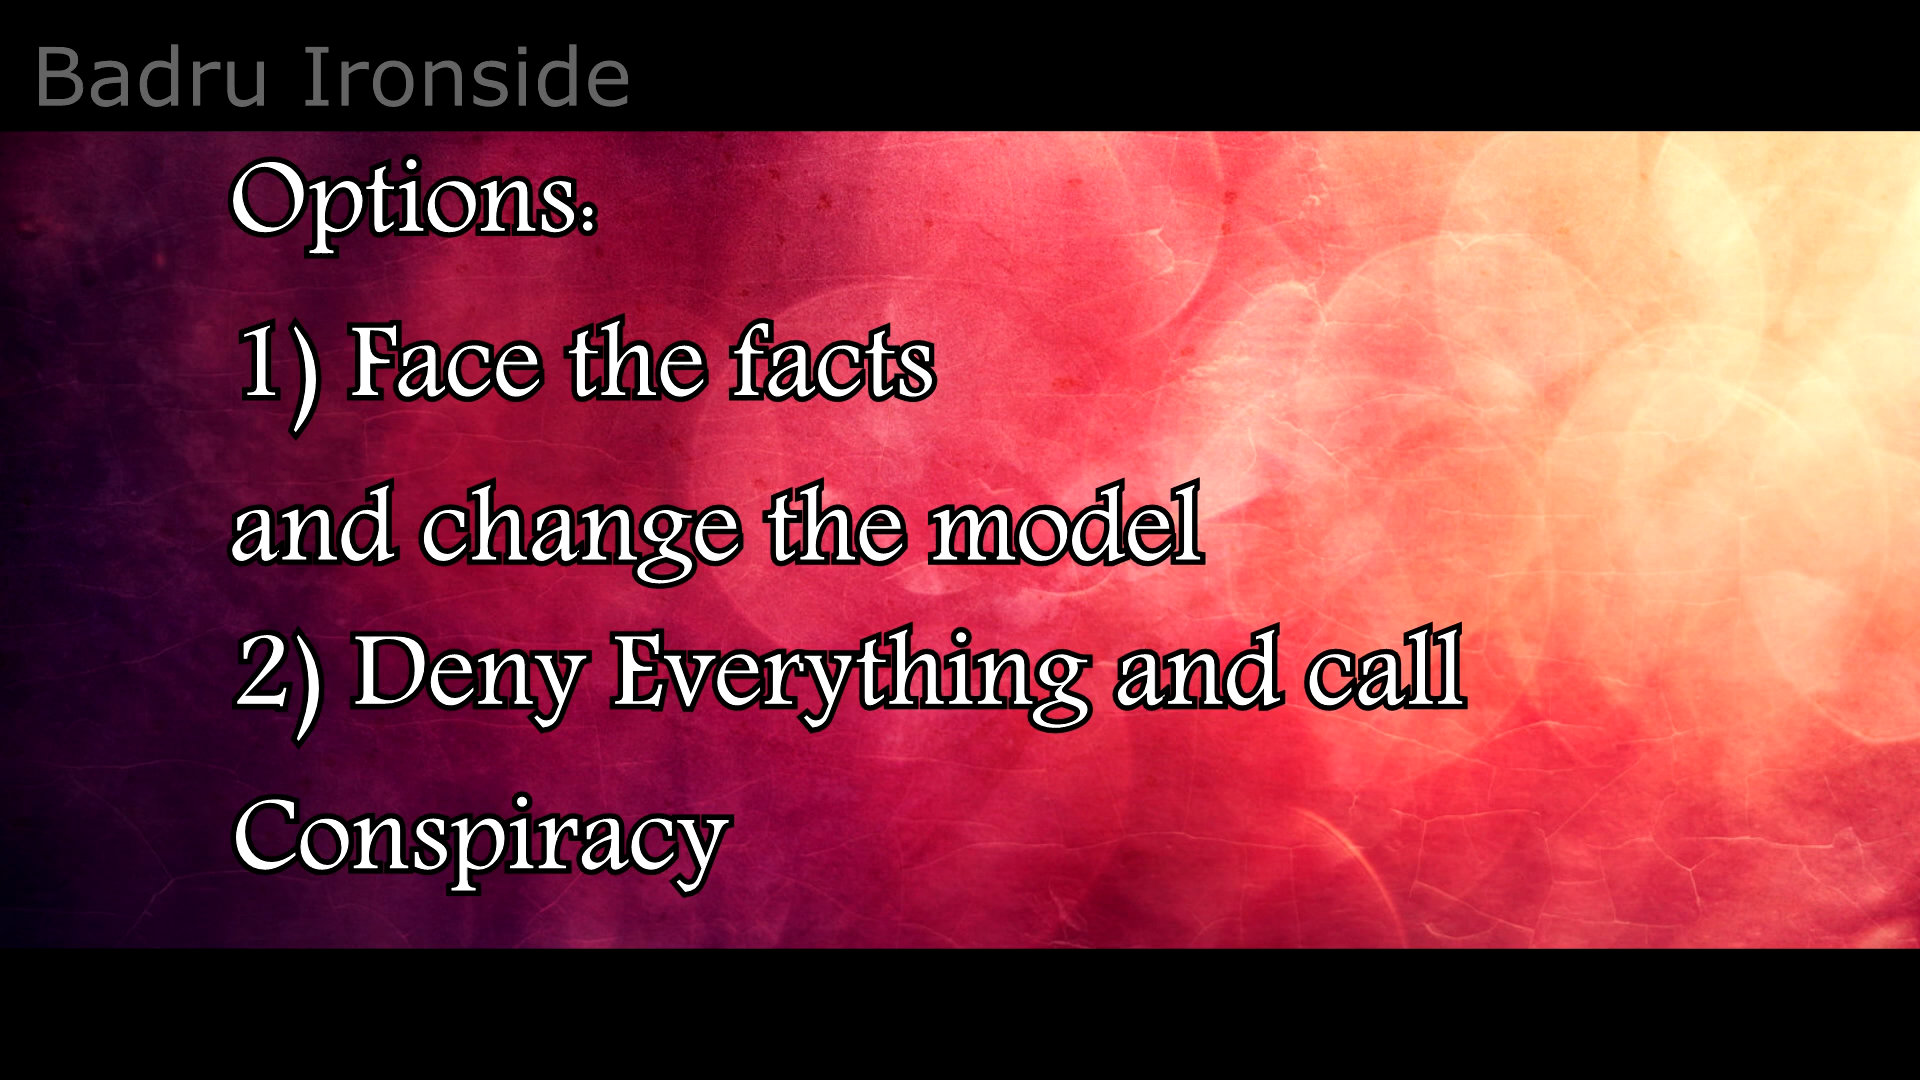 Badru Ironside
Options:
1) Face the facts
and change the model
2) Deny Everything and call
Conspiracy